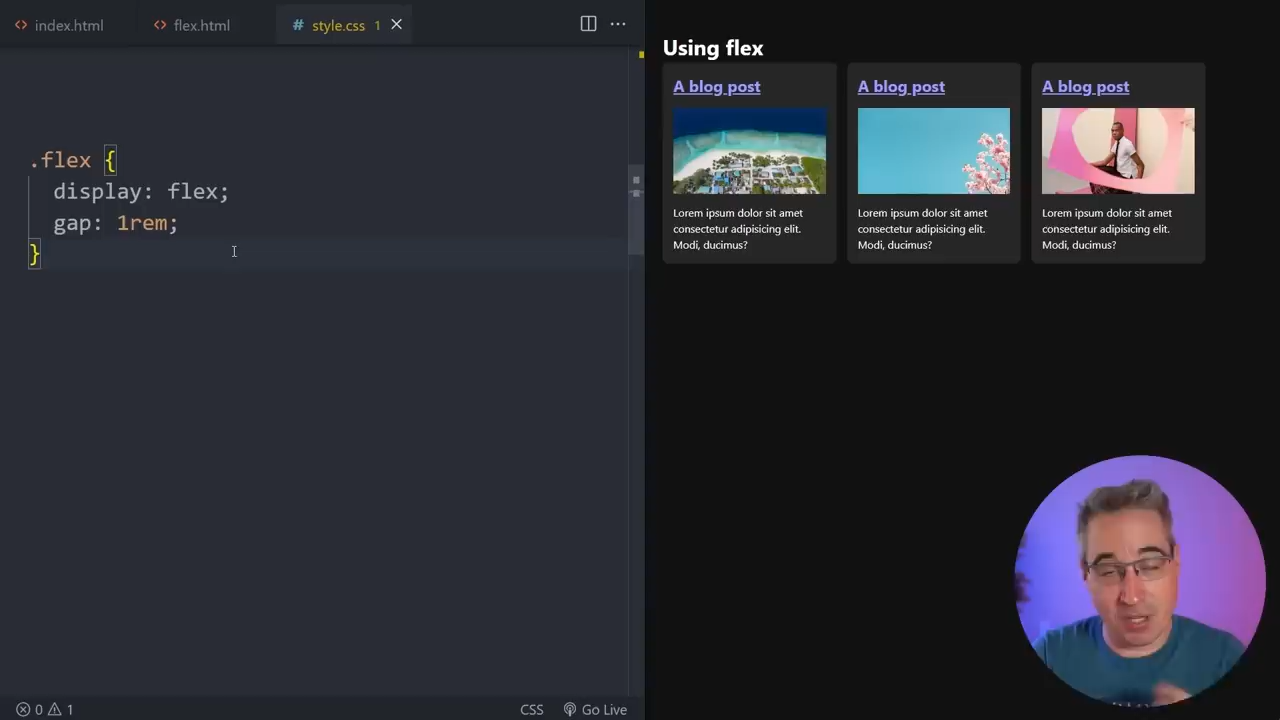 index.html
flex.html
# style.css 1
.flex {
display: flex;
gap: 1rem;
}
0 1
CSS
Go Live
Using flex
A blog post
Lorem ipsum dolor sit amet
consectetur adipisicing elit.
Modi, ducimus?
A blog post
Lorem ipsum dolor sit amet
consectetur adipisicing elit.
Modi, ducimus?
A blog post
Lorem ipsum dolor sit amet
consectetur adipisicing elit.
Modi, ducimus?